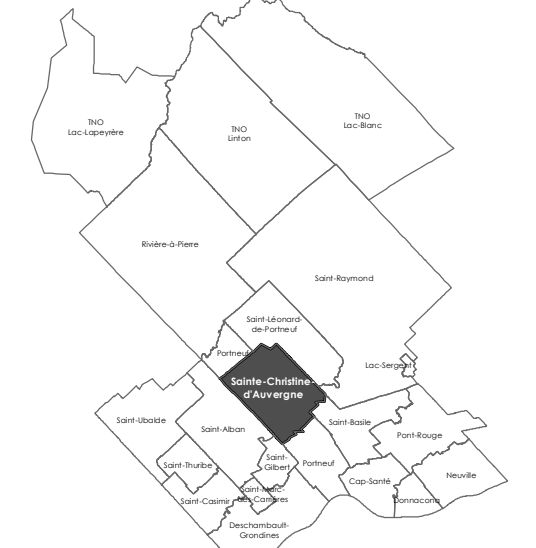 TNO
Lac-Lapeyrère
TNO
Linton
TNO
Lac-Blanc
Rivière-à-Pierre
Saint-Raymond
Saint-Léonard-
de-Portneuf
Portneuf
Lac-Sergent
Sainte-Christine-
d'Auvergne
Saint-Ubalde
Saint-Alban
Saint-Basile
Pont-Rouge
Saint-Thuribe
Saint-
Gilbert
Portneuf
Cap-Santé
Neuville
Saint-Marc-
des-Carrières
Saint-Casimir
Donnacona
Deschambault-
Grondines